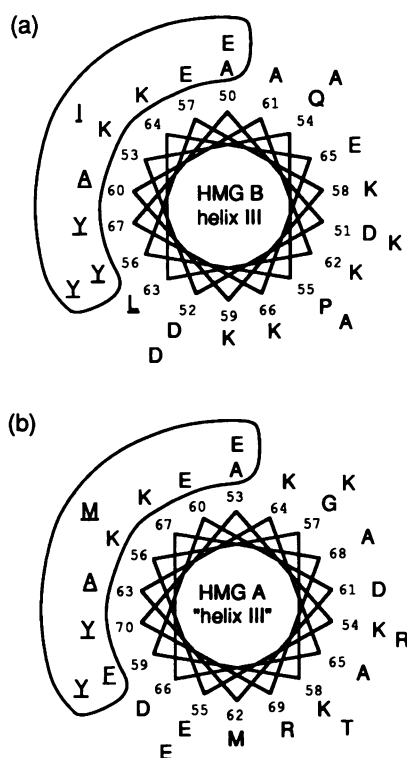 (a)
E
K E A A Q A
I K 64 57 50 61 54
53 65 E
A 60 58 K
HMG B
helix III
Y 67 51 D K
Y Y 56 62 K
L 63 52 59 66 55 P A
D D K K
(b)
E
K E A K G K
M K 67 60 53 64 57
56 68 A
A 63 61 D
HMG A
"helix III"
Y 70 54 K R
Y E 59 65 A
D 66 55 62 69 58 K T
E E M R